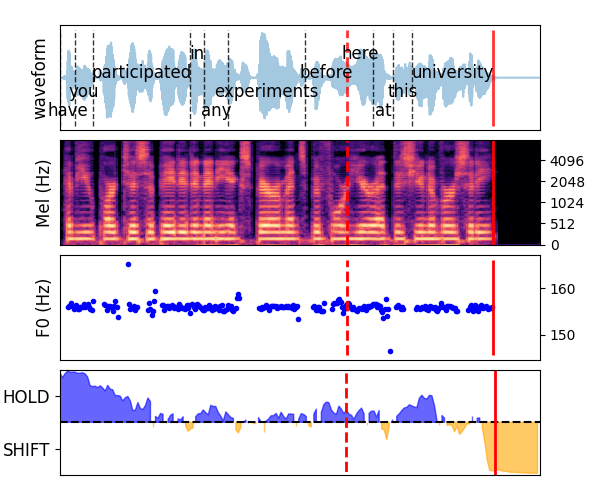 waveform
in here
participated before university
you experiments this
have any at
Mel (Hz)
4096
2048
1024
512
0
F0 (Hz)
160
150
HOLD
SHIFT